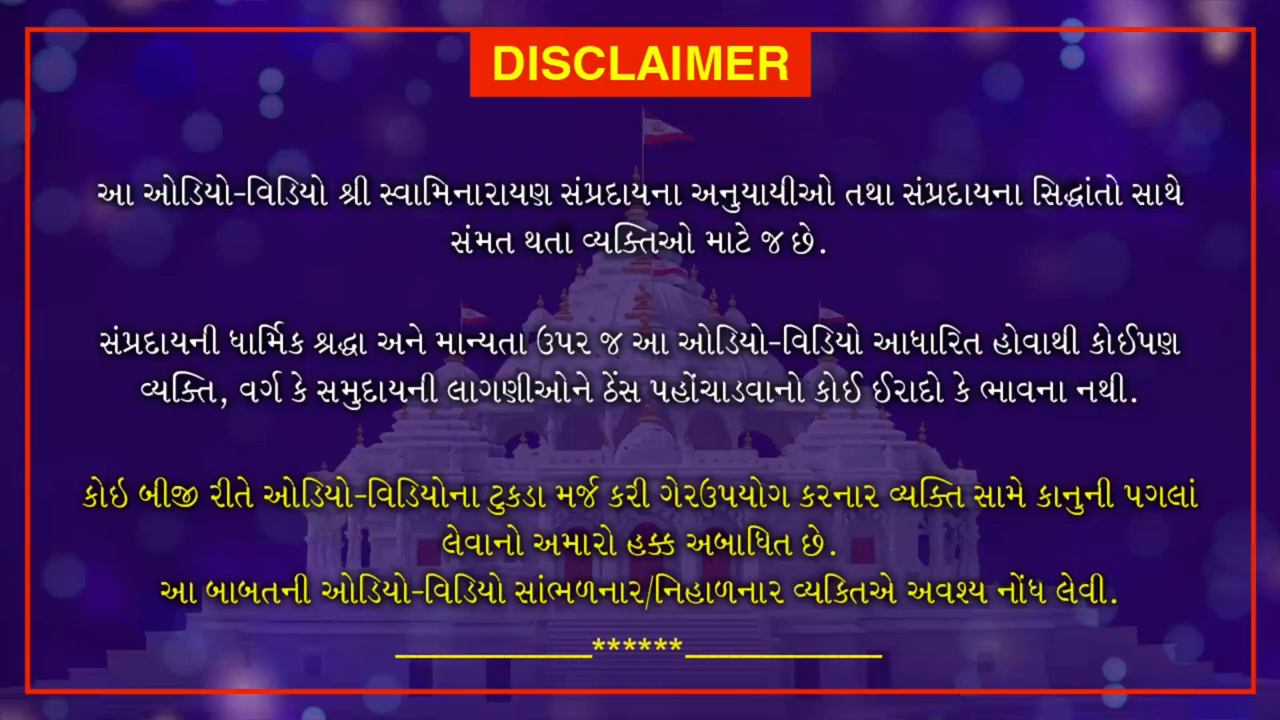 DISCLAIMER
આ ઓડિયો-વિડિયો શ્રી સ્વામિનારાયણ સંપ્રદાયના અનુયાયીઓ તથા સંપ્રદાયના સિદ્ધાંતો સાથે
સંમત થતા વ્યક્તિઓ માટે જ છે.
સંપ્રદાયની ધાર્મિક શ્રદ્ધા અને માન્યતા ઉપર જ આ ઓડિયો-વિડિયો આધારિત હોવાથી કોઈપણ
વ્યક્તિ, વર્ગ કે સમુદાયની લાગણીઓને ઠેંસ પહોંચાડવાનો કોઈ ઈરાદો કે ભાવના નથી.
કોઇ બીજી રીતે ઓડિયો-વિડિયોના ટુકડા મર્જ કરી ગેરઉપયોગ કરનાર વ્યક્તિ સામે કાનુની પગલાં
લેવાનો અમારો હક્ક અબાધિત છે.
આ બાબતની ઓડિયો-વિડિયો સાંભળનાર/નિહાળનાર વ્યકિતએ અવશ્ય નોંધ લેવી.
_______________******_______________